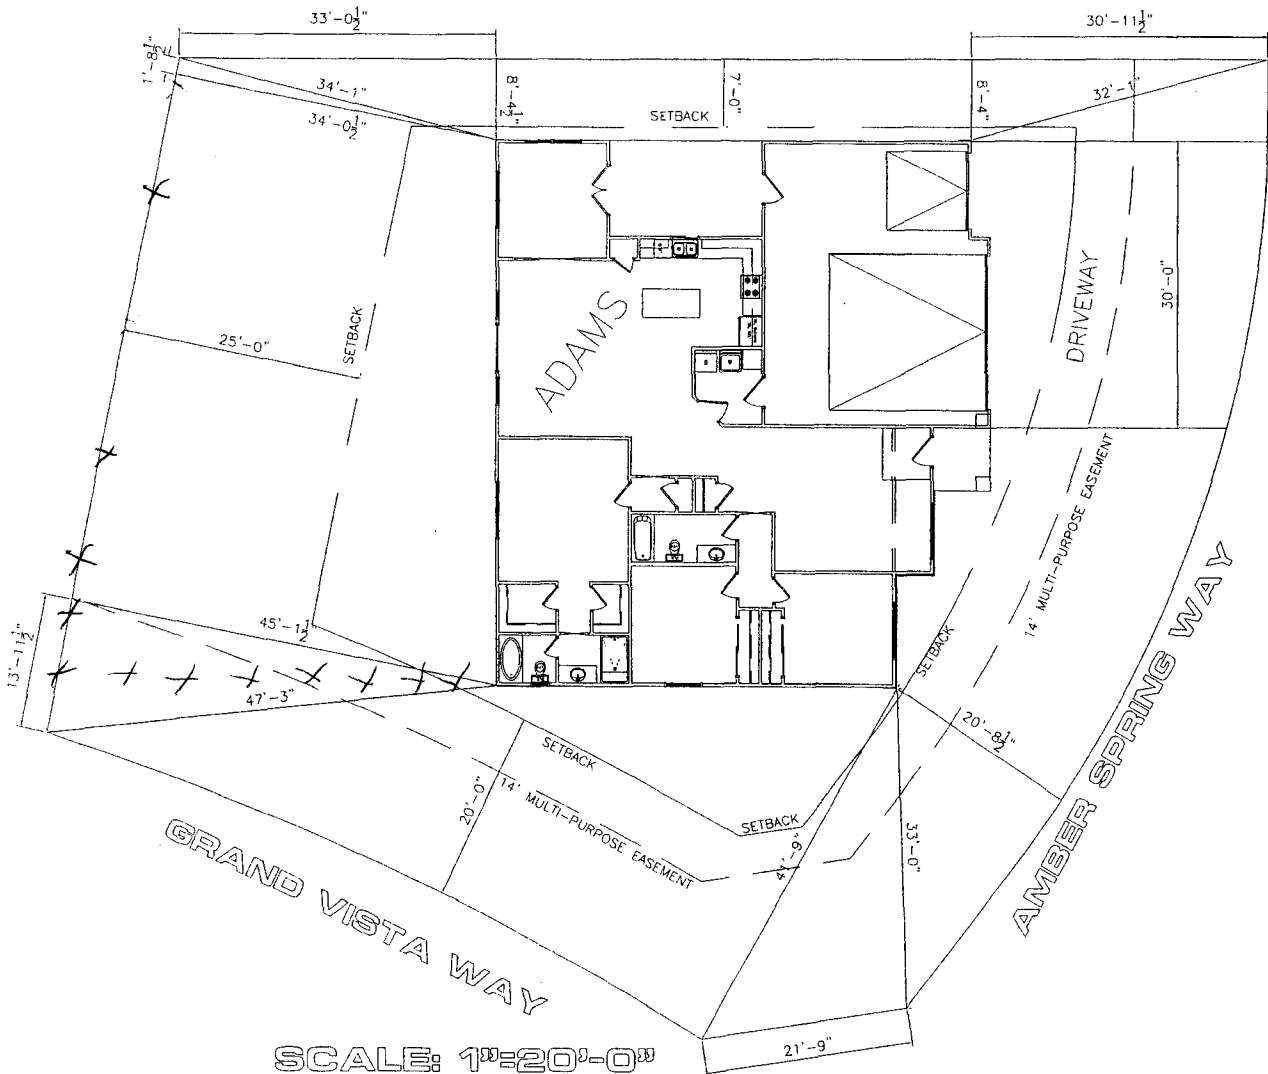 33'-0½"
30'-11½"
1'-8½"
34'-1"
34'-0½"
8'-4½"
7'-0"
SETBACK
8'-4"
32'-1"
SETBACK
25'-0"
ADAMS
DRIVEWAY
30'-0"
14' MULTI-PURPOSE EASEMENT
SETBACK
AMBER SPRING WAY
13'-11½"
45'-1½"
47'-3"
20'-8½"
SETBACK
20'-0"
14' MULTI-PURPOSE EASEMENT
SETBACK
41'-9"
33'-0"
GRAND VISTA WAY
21'-9"
SCALE: 1"=20'-0"